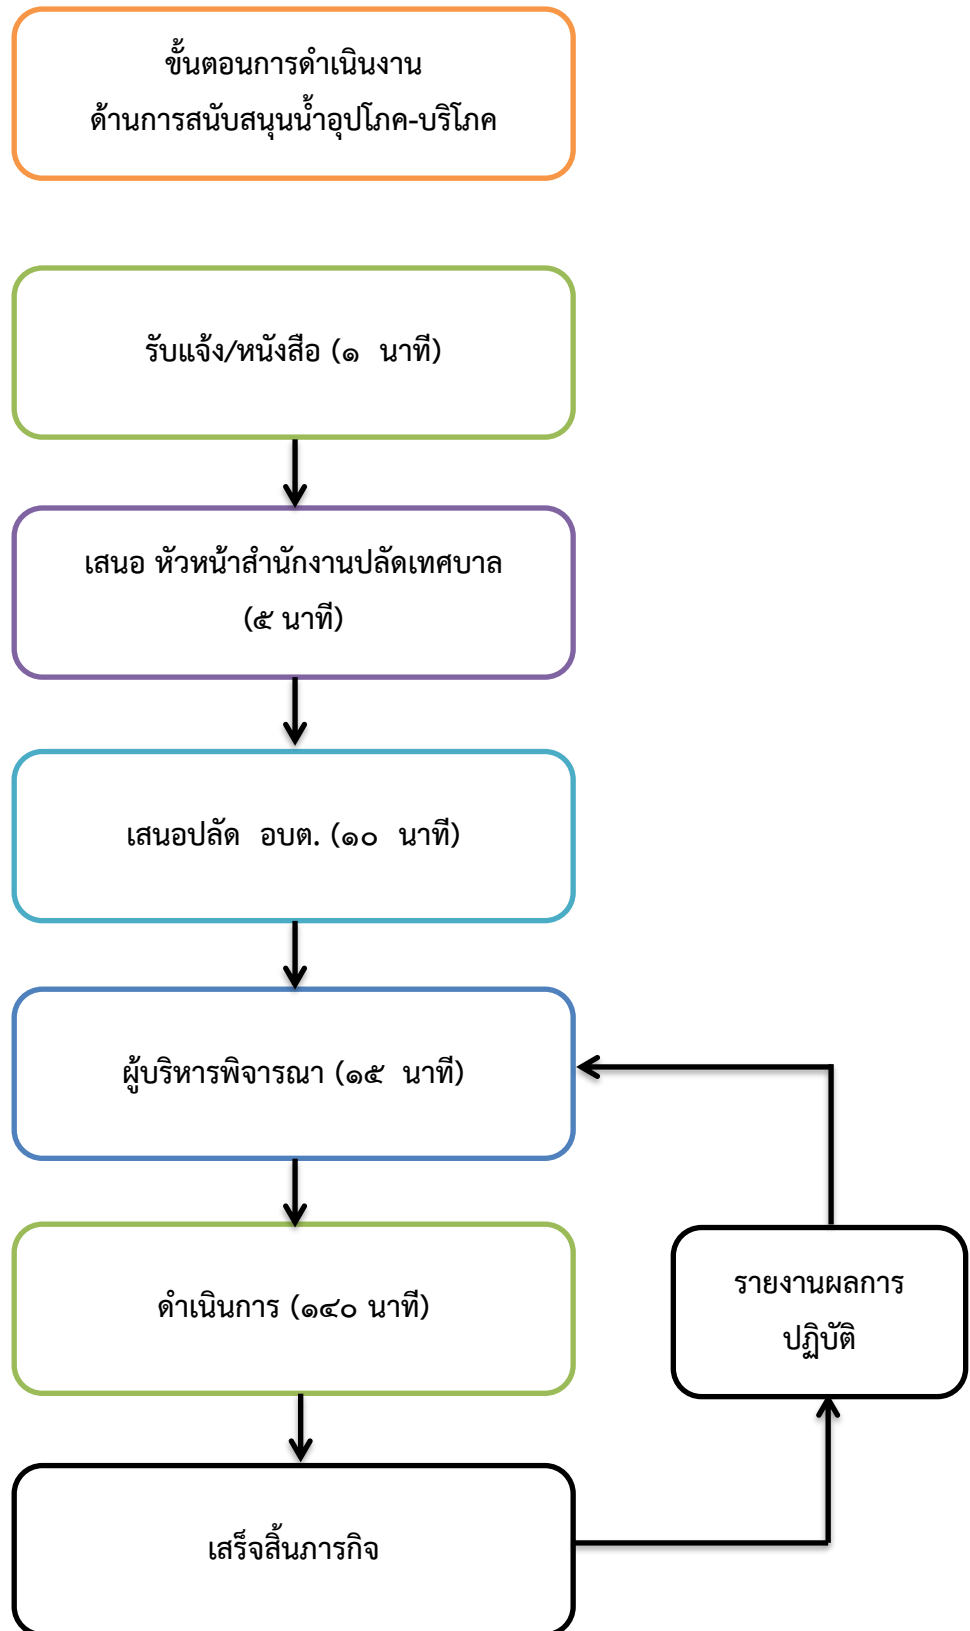 ขั้นตอนการดำเนินงาน
ด้านการสนับสนุนน้ำอุปโภค-บริโภค
รับแจ้ง/หนังสือ (๑  นาที)
เสนอ หัวหน้าสำนักงานปลัดเทศบาล
(๕ นาที)
เสนอปลัด  อบต. (๑๐  นาที)
ผู้บริหารพิจารณา (๑๕  นาที)
ดำเนินการ (๑๔๐ นาที)
รายงานผลการ
ปฏิบัติ
เสร็จสิ้นภารกิจ